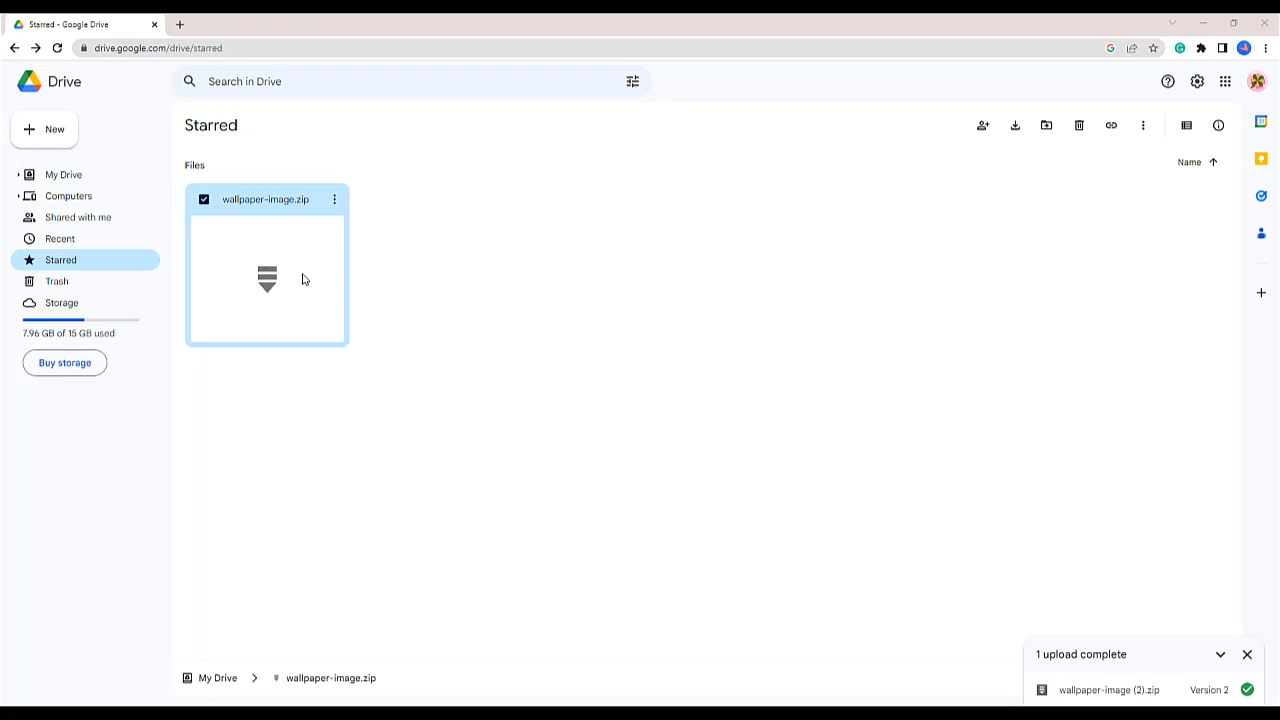 Starred - Google Drive
drive.google.com/drive/starred
Drive
Search in Drive
New
Starred
My Drive
Computers
Shared with me
Recent
Starred
Trash
Storage
7.96 GB of 15 GB used
Buy storage
Files
Name
wallpaper-image.zip
My Drive
wallpaper-image.zip
1 upload complete
wallpaper-image (2).zip Version 2